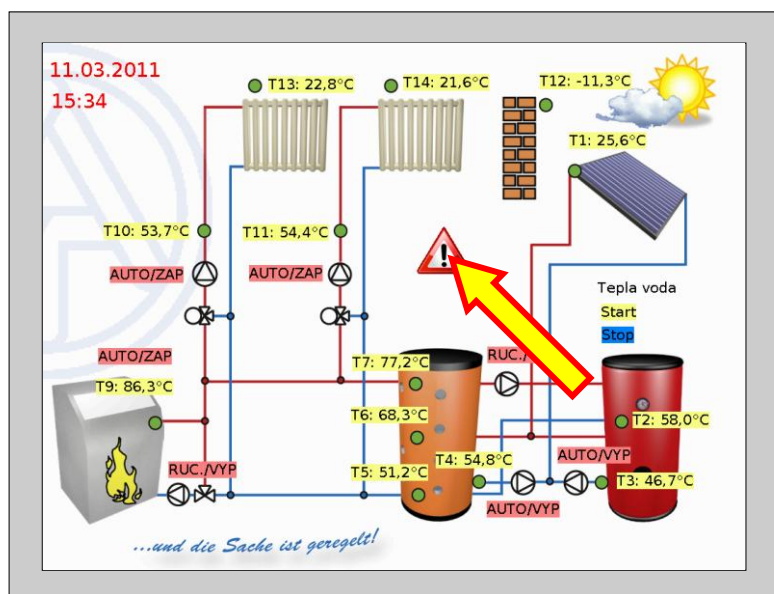 11.03.2011
15:34
T13: 22,8°C
T14: 21,6°C
T12: -11,3°C
T1: 25,6°C
T10: 53,7°C
T11: 54,4°C
AUTO/ZAP
AUTO/ZAP
Tepla voda
Start
Stop
AUTO/ZAP
T7: 77,2°C
RUC./
T9: 86,3°C
T6: 68,3°C
T2: 58,0°C
RUC./VYP
T5: 51,2°C
T4: 54,8°C
AUTO/VYP
T3: 46,7°C
AUTO/VYP
...und die Sache ist geregelt!